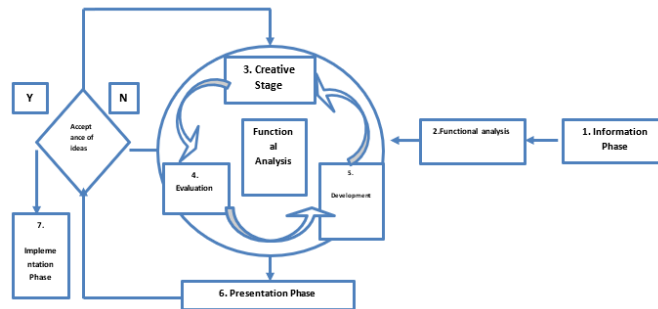 3. Creative
Stage
Y
N
Accept
ance of
ideas
Function
al
Analysis
2.Functional analysis
1. Information
Phase
4.
Evaluation
5.
Development
7.
Impleme
ntation
Phase
6. Presentation Phase